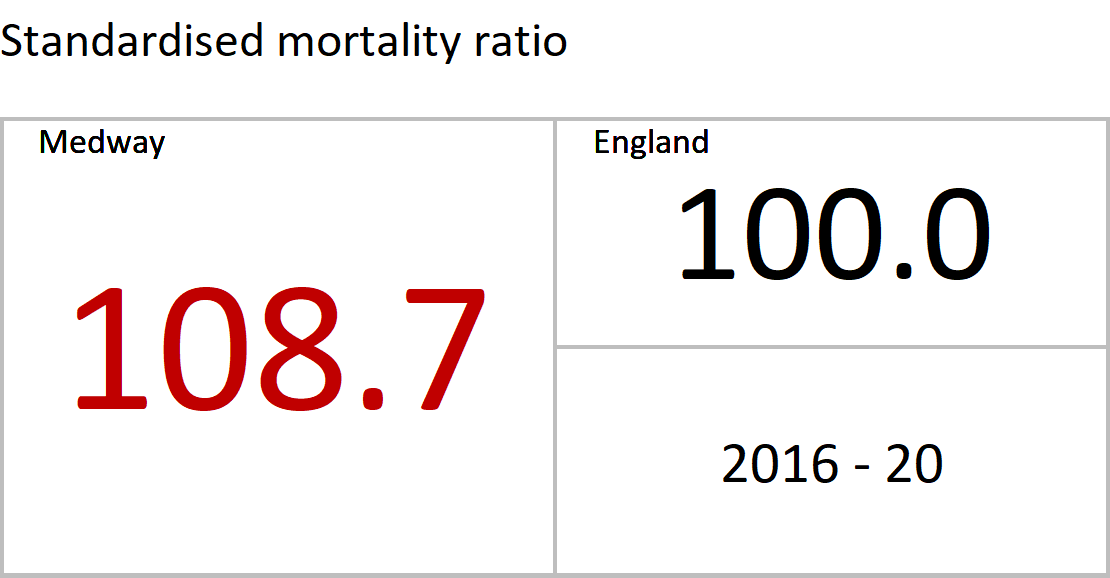 Standardised mortality ratio
Medway
108.7
England
100.0
2016 - 20